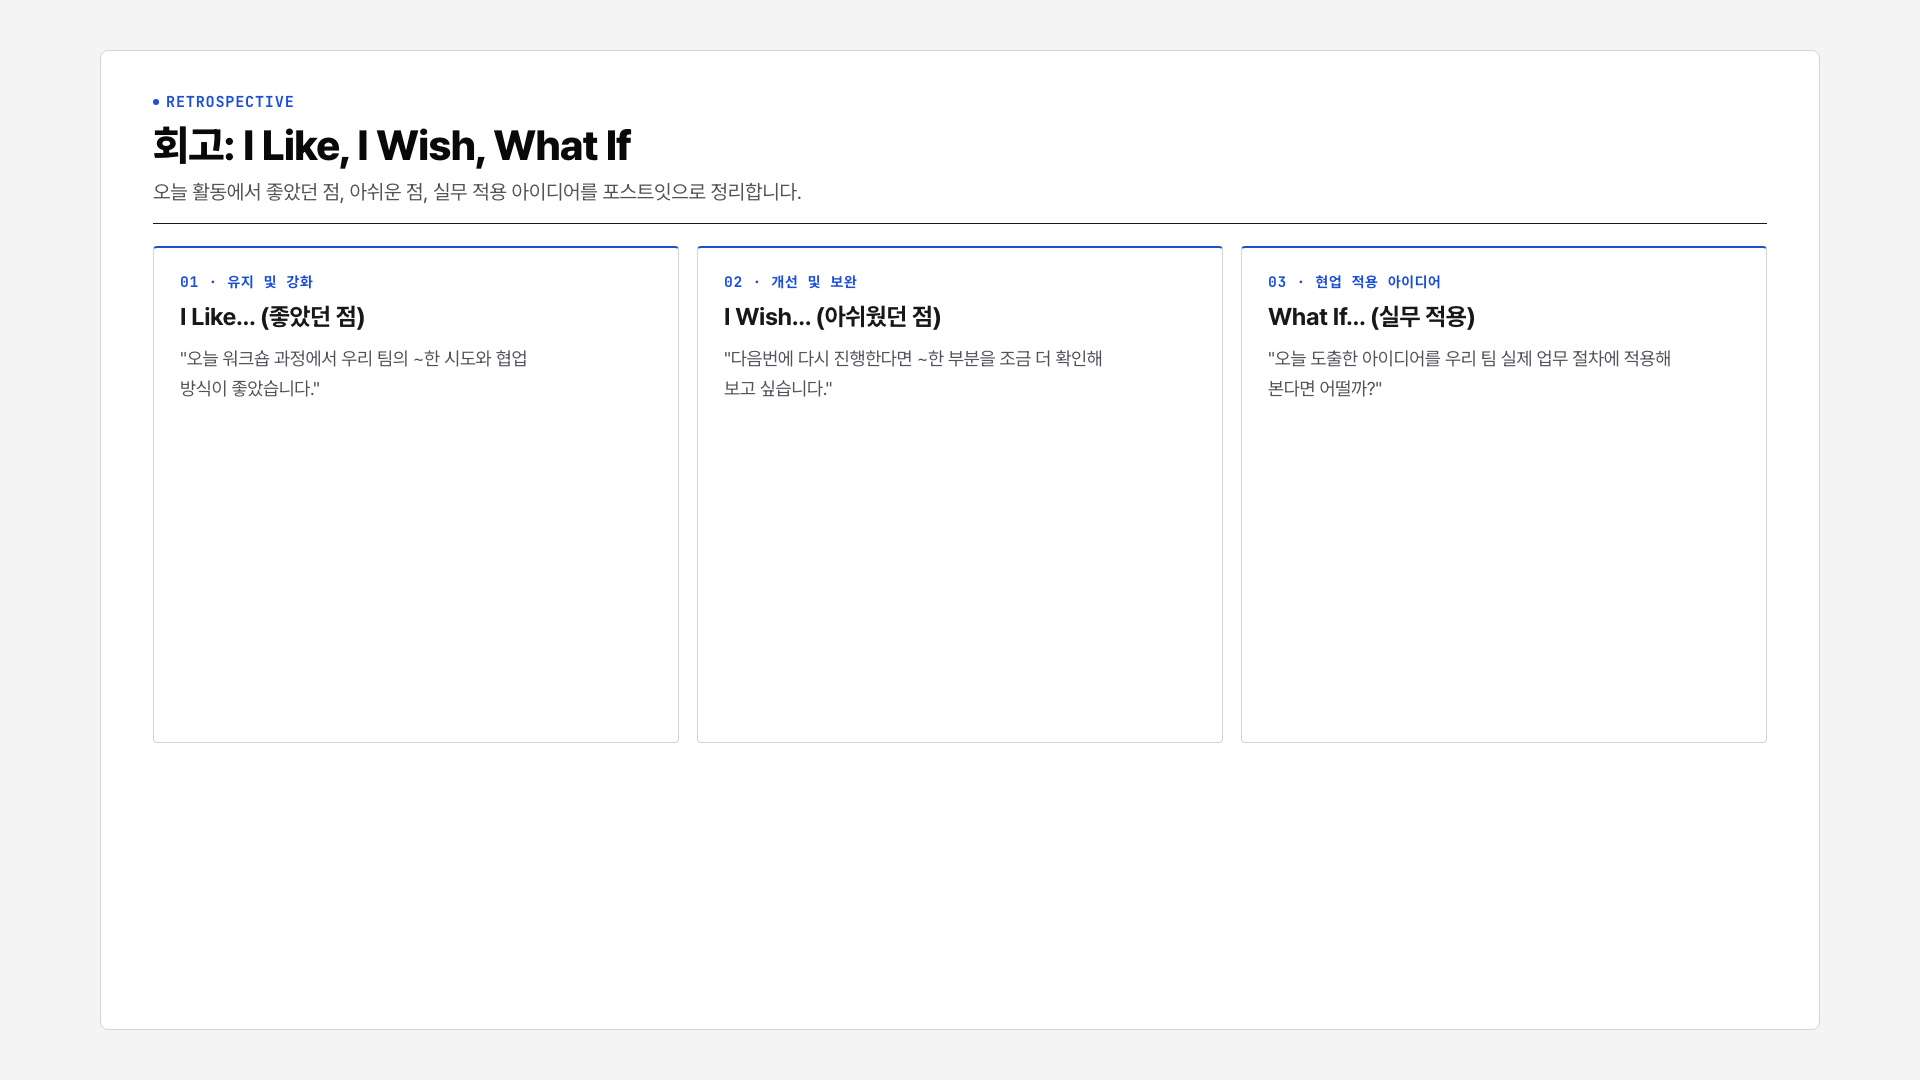 RETROSPECTIVE
회고: I Like, I Wish, What If
오늘 활동에서 좋았던 점, 아쉬운 점, 실무 적용 아이디어를 포스트잇으로 정리합니다.
01 · 유지 및 강화
I Like... (좋았던 점)
"오늘 워크숍 과정에서 우리 팀의 ~한 시도와 협업
방식이 좋았습니다."
02 · 개선 및 보완
I Wish... (아쉬웠던 점)
"다음번에 다시 진행한다면 ~한 부분을 조금 더 확인해
보고 싶습니다."
03 · 현업 적용 아이디어
What If... (실무 적용)
"오늘 도출한 아이디어를 우리 팀 실제 업무 절차에 적용해
본다면 어떨까?"